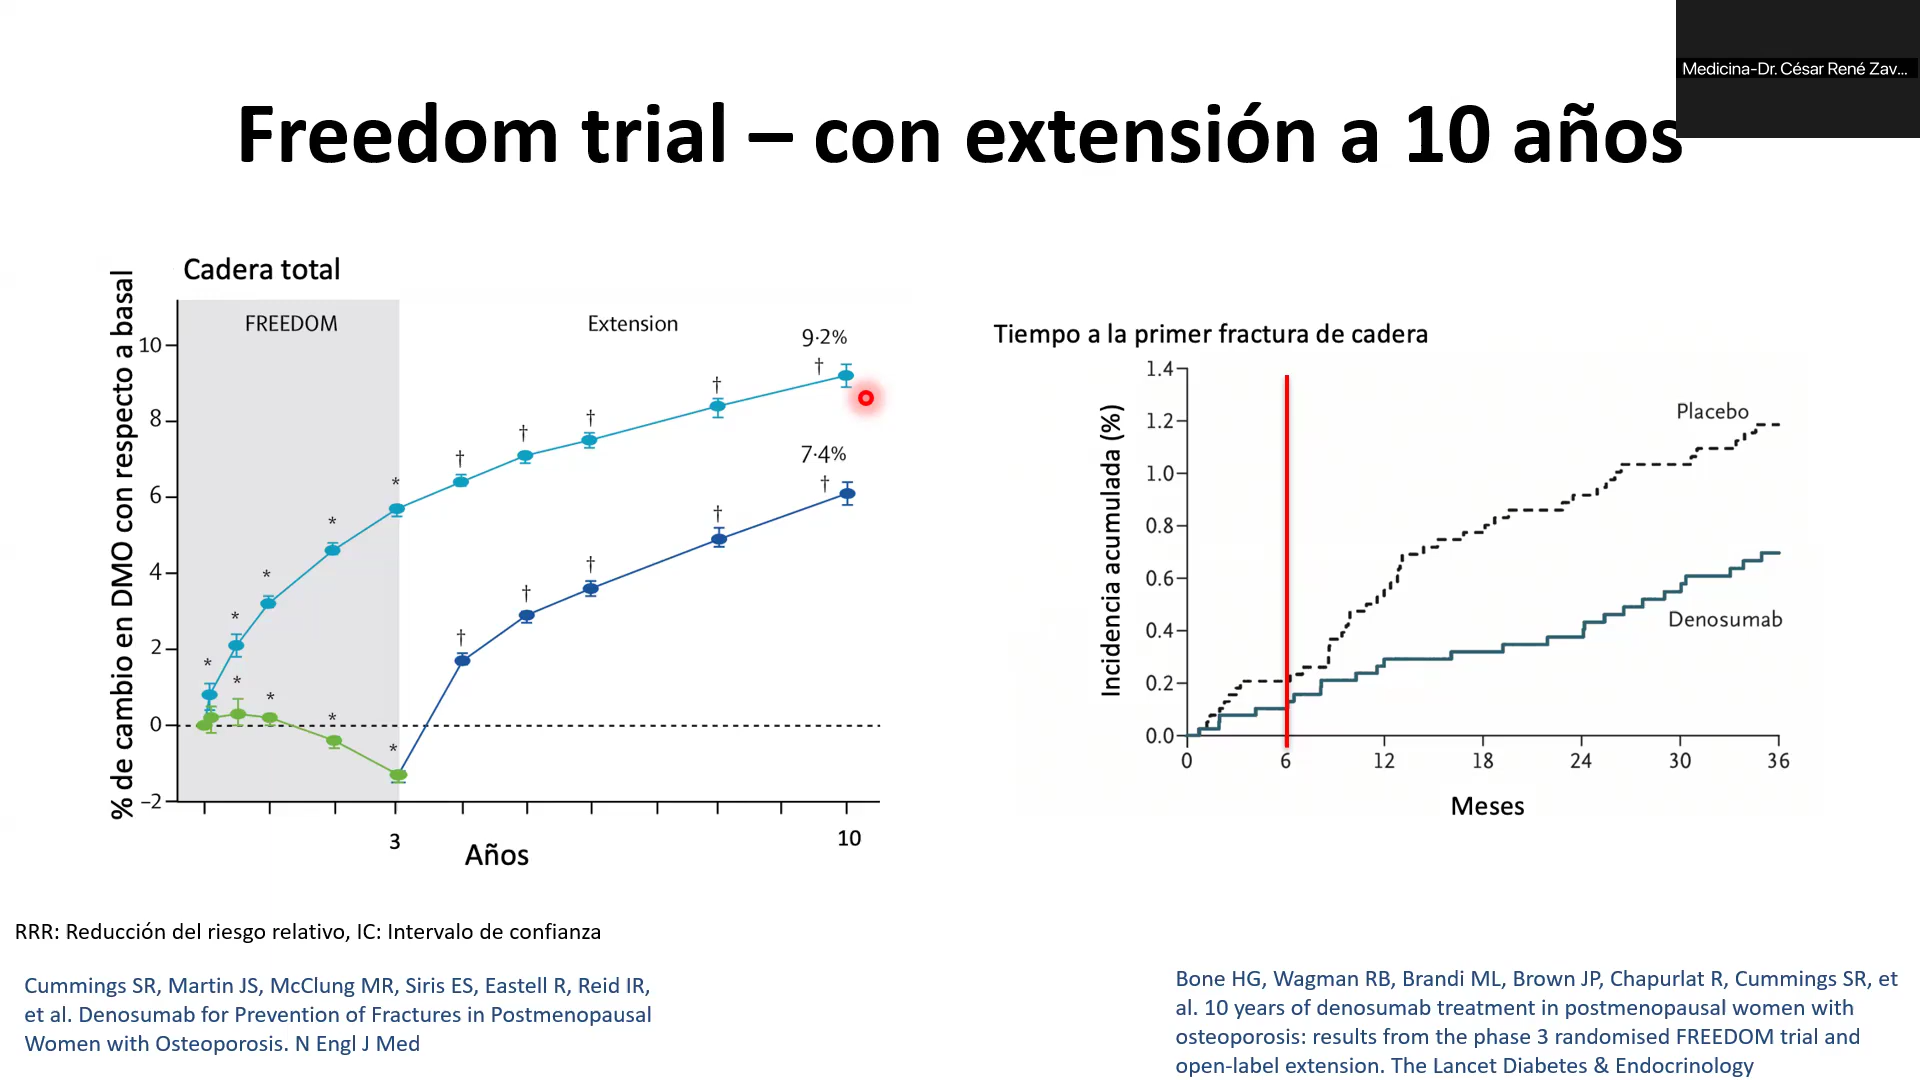 Medicina-Dr. César René Zav...
Freedom trial – con extensión a 10 años
Cadera total
% de cambio en DMO con respecto a basal
FREEDOM
Extension
10
8
6
4
2
0
–2
* * * * *
* * * *
† † † † †
9·2%
† † † † †
7·4%
3
10
Años
Tiempo a la primer fractura de cadera
Incidencia acumulada (%)
1.4
1.2
1.0
0.8
0.6
0.4
0.2
0.0
Placebo
Denosumab
0 6 12 18 24 30 36
Meses
RRR: Reducción del riesgo relativo, IC: Intervalo de confianza
Cummings SR, Martin JS, McClung MR, Siris ES, Eastell R, Reid IR,
et al. Denosumab for Prevention of Fractures in Postmenopausal
Women with Osteoporosis. N Engl J Med
Bone HG, Wagman RB, Brandi ML, Brown JP, Chapurlat R, Cummings SR, et
al. 10 years of denosumab treatment in postmenopausal women with
osteoporosis: results from the phase 3 randomised FREEDOM trial and
open-label extension. The Lancet Diabetes & Endocrinology